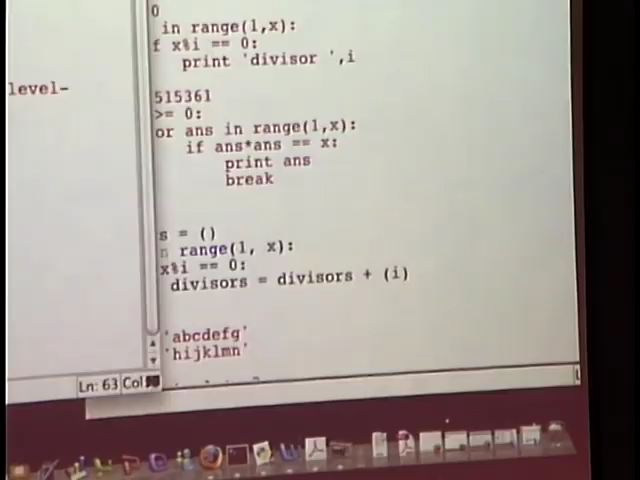 0
in range(1,x):
f x%i == 0:
print 'divisor ',i
level-
515361
>= 0:
or ans in range(1,x):
if ans*ans == x:
print ans
break
s = ()
n range(1, x):
x%i == 0:
divisors = divisors + (i)
'abcdefg'
'hijklmn'
Ln: 63 Col